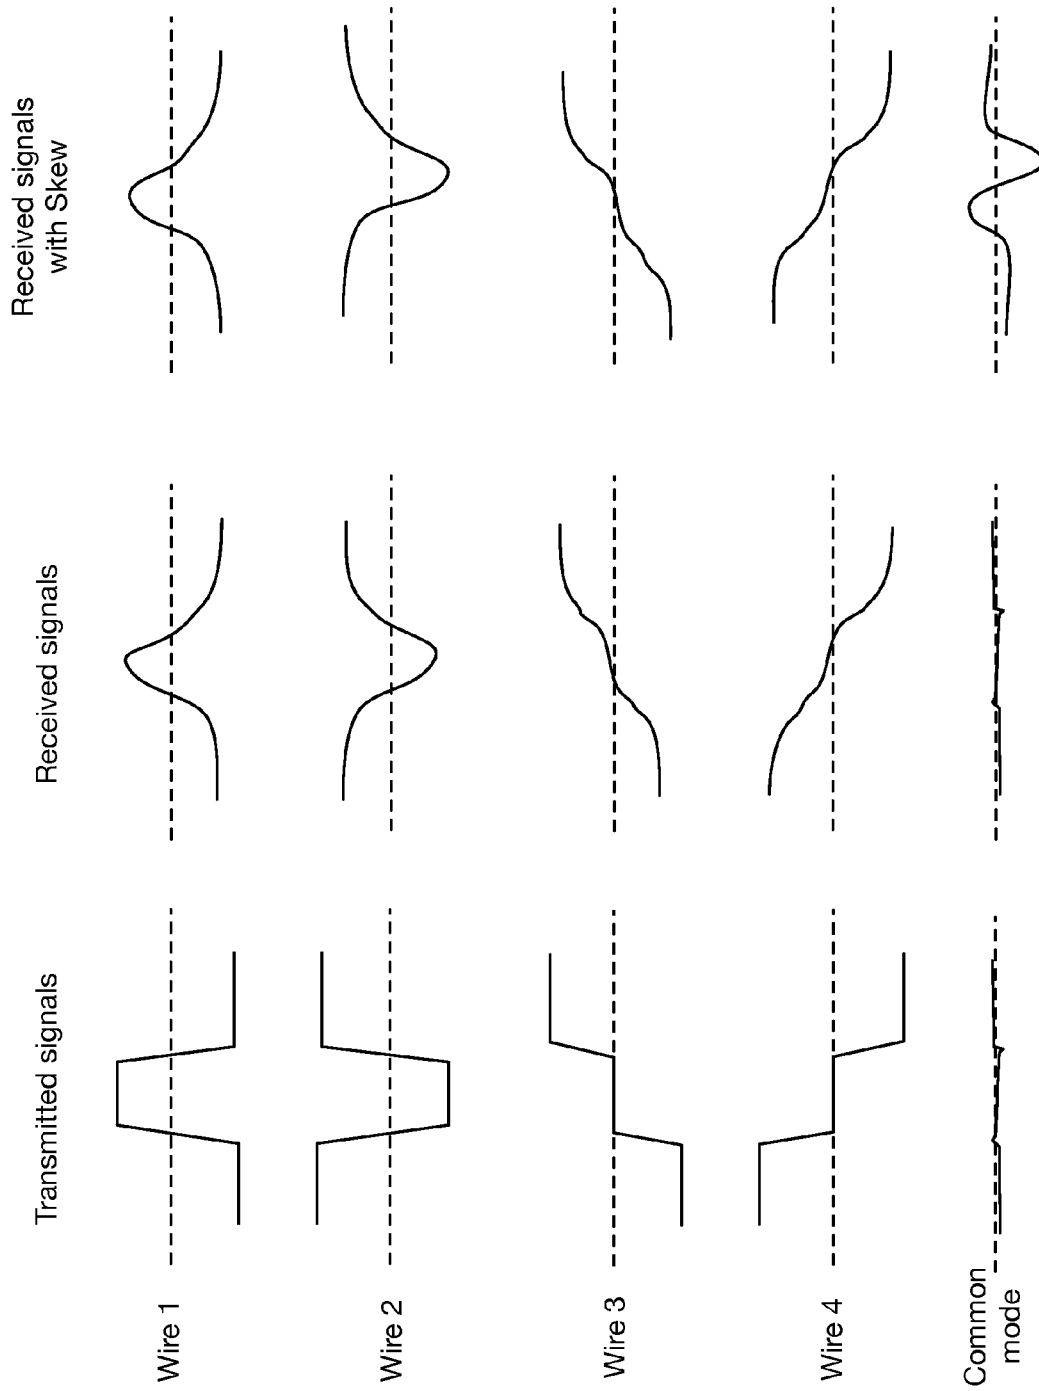 Transmitted signals
Received signals
Received signals
with Skew
Wire 1
Wire 2
Wire 3
Wire 4
Common
mode